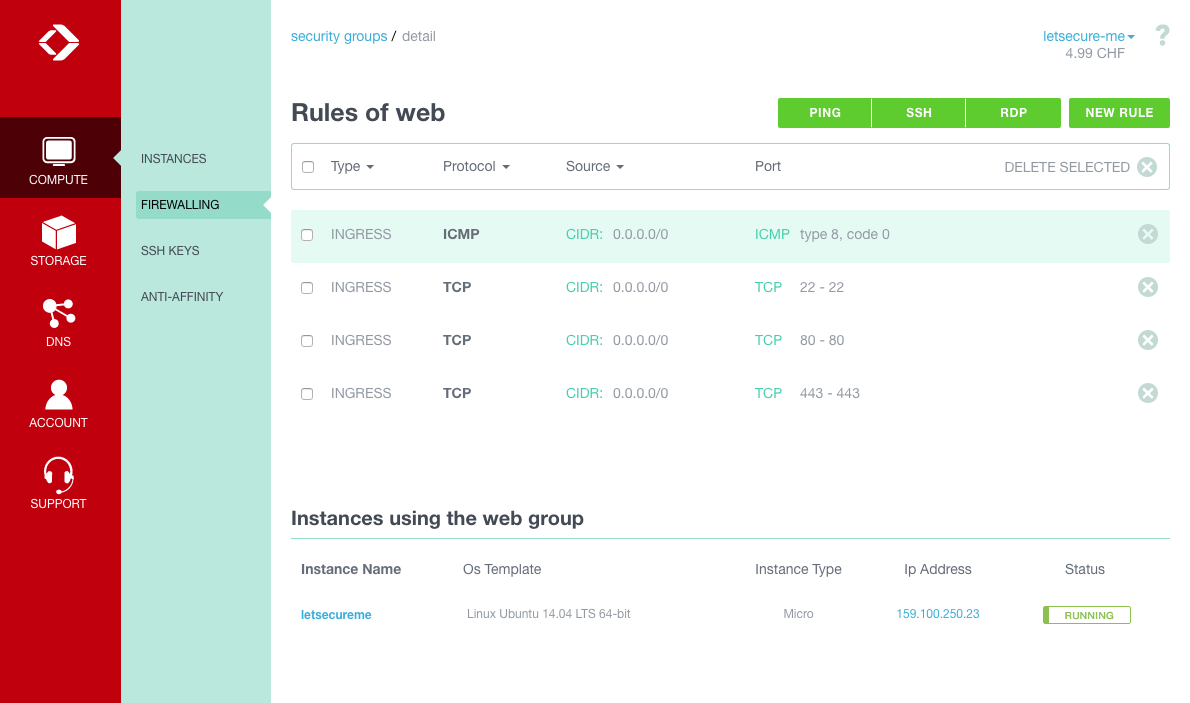 security groups / detail
letsecure-me
4.99 CHF
?
COMPUTE
STORAGE
DNS
ACCOUNT
SUPPORT
INSTANCES
FIREWALLING
SSH KEYS
ANTI-AFFINITY
Rules of web
PING SSH RDP NEW RULE
Type Protocol Source Port DELETE SELECTED
INGRESS ICMP CIDR: 0.0.0.0/0 ICMP type 8, code 0
INGRESS TCP CIDR: 0.0.0.0/0 TCP 22 - 22
INGRESS TCP CIDR: 0.0.0.0/0 TCP 80 - 80
INGRESS TCP CIDR: 0.0.0.0/0 TCP 443 - 443
Instances using the web group
Instance Name Os Template Instance Type Ip Address Status
letsecureme Linux Ubuntu 14.04 LTS 64-bit Micro 159.100.250.23 RUNNING